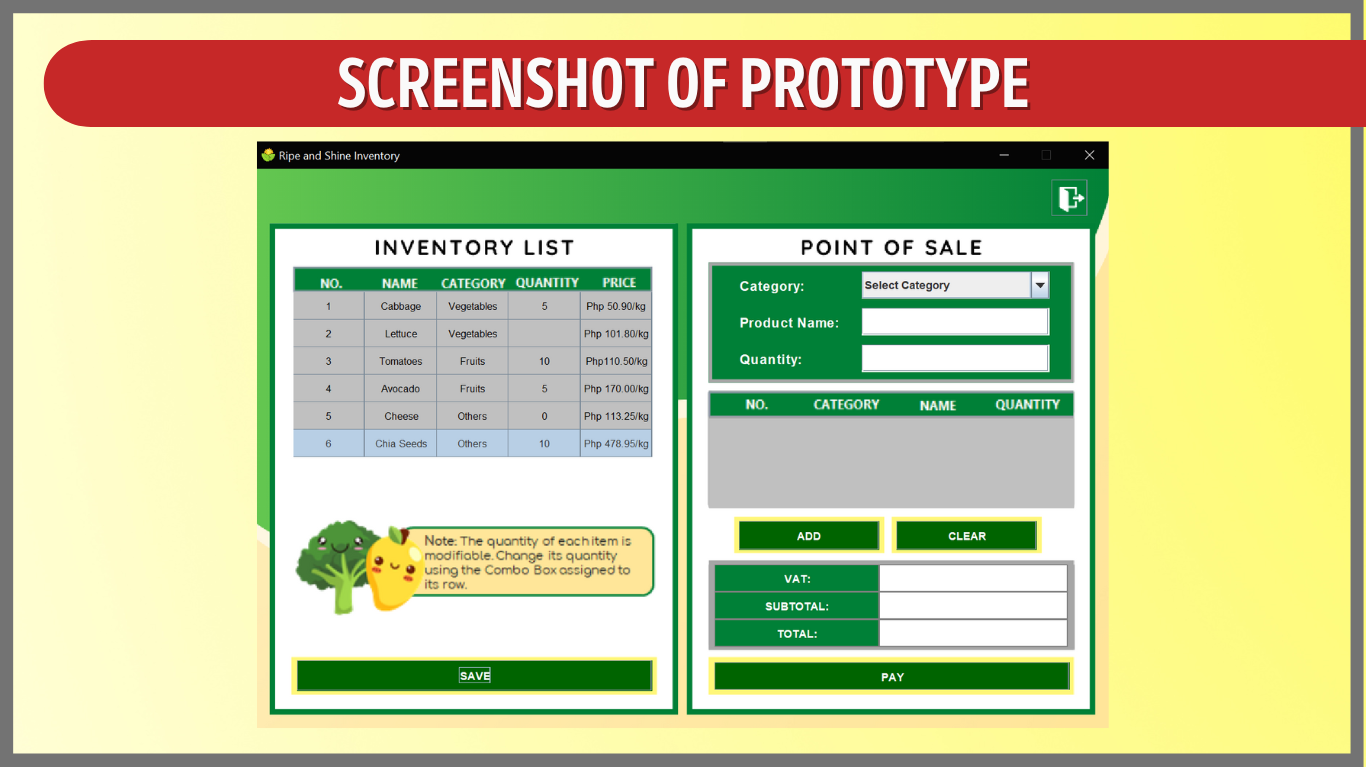 SCREENSHOT OF PROTOTYPE
Ripe and Shine Inventory
INVENTORY LIST
NO. NAME CATEGORY QUANTITY PRICE
1 Cabbage Vegetables 5 Php 50.90/kg
2 Lettuce Vegetables Php 101.80/kg
3 Tomatoes Fruits 10 Php110.50/kg
4 Avocado Fruits 5 Php 170.00/kg
5 Cheese Others 0 Php 113.25/kg
6 Chia Seeds Others 10 Php 478.95/kg
Note: The quantity of each item is
modifiable. Change its quantity
using the Combo Box assigned to
its row.
SAVE
POINT OF SALE
Category: Select Category
Product Name:
Quantity:
NO. CATEGORY NAME QUANTITY
ADD CLEAR
VAT:
SUBTOTAL:
TOTAL:
PAY